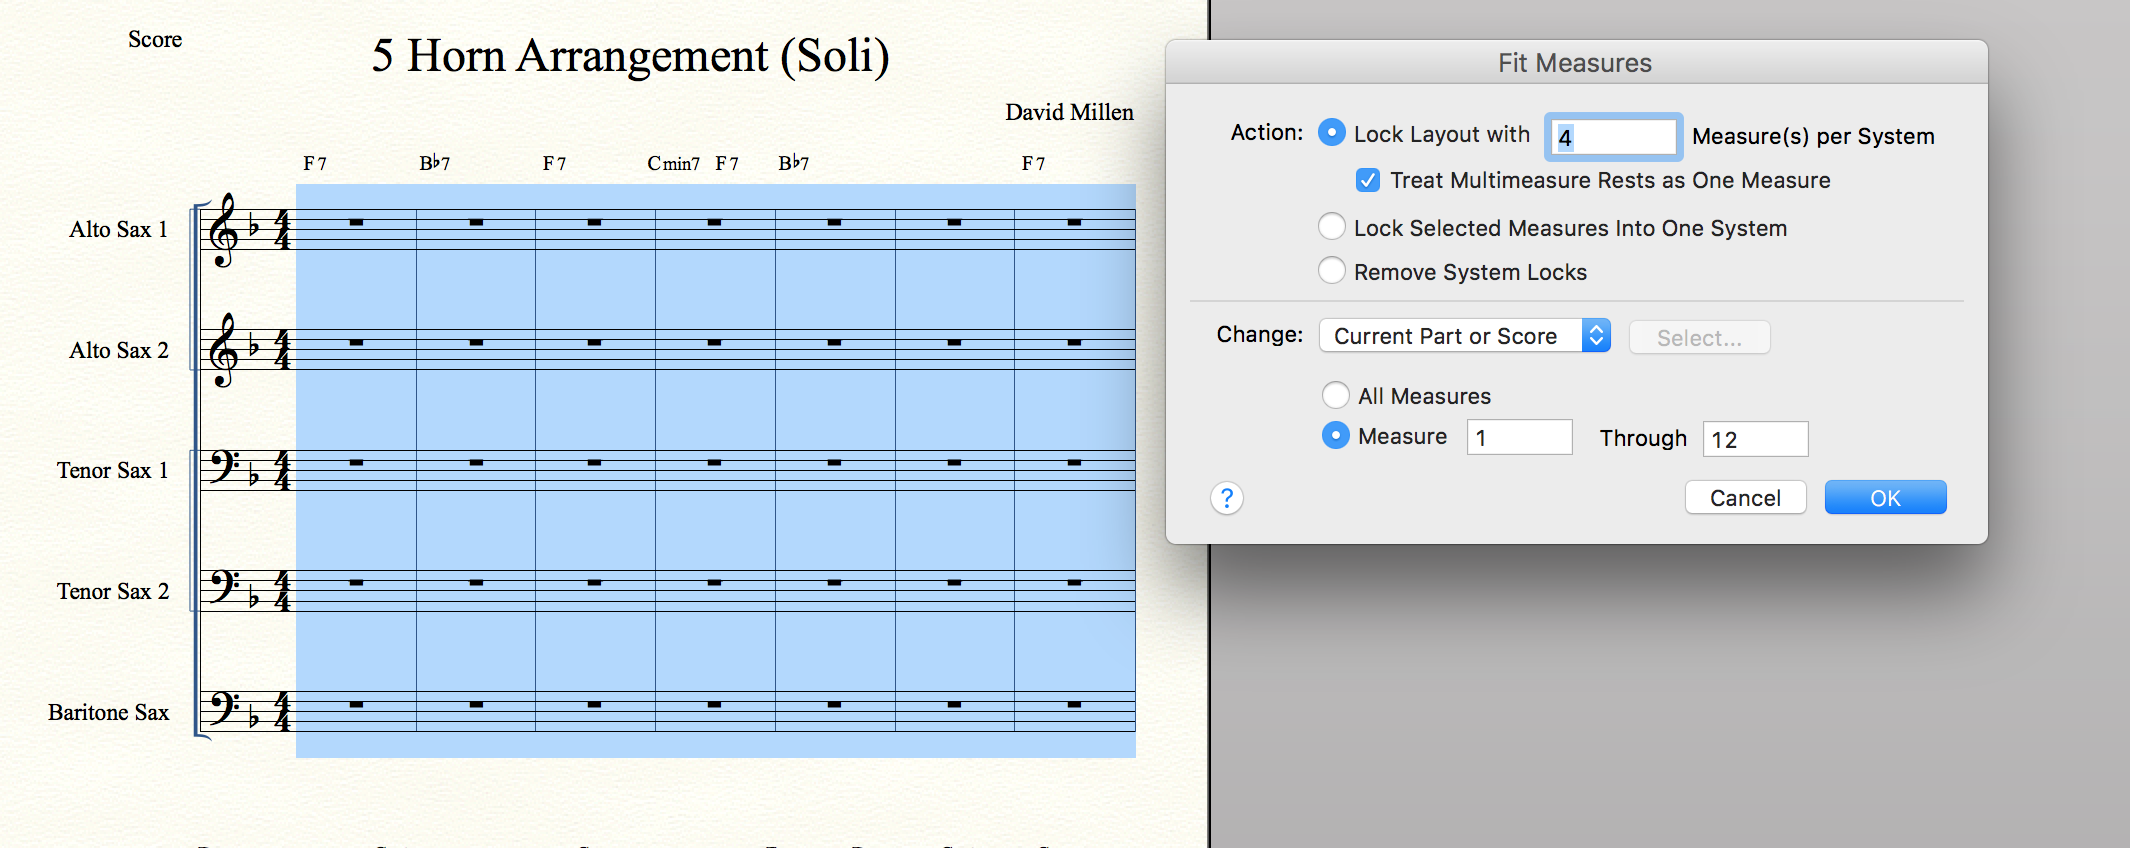 Score
5 Horn Arrangement (Soli)
David Millen
F7 B♭7 F7 Cmin7 F7 B♭7 F7
Alto Sax 1
Alto Sax 2
Tenor Sax 1
Tenor Sax 2
Baritone Sax
Fit Measures
Action: Lock Layout with 4 Measure(s) per System
Treat Multimeasure Rests as One Measure
Lock Selected Measures Into One System
Remove System Locks
Change: Current Part or Score Select...
All Measures
Measure 1 Through 12
? Cancel OK